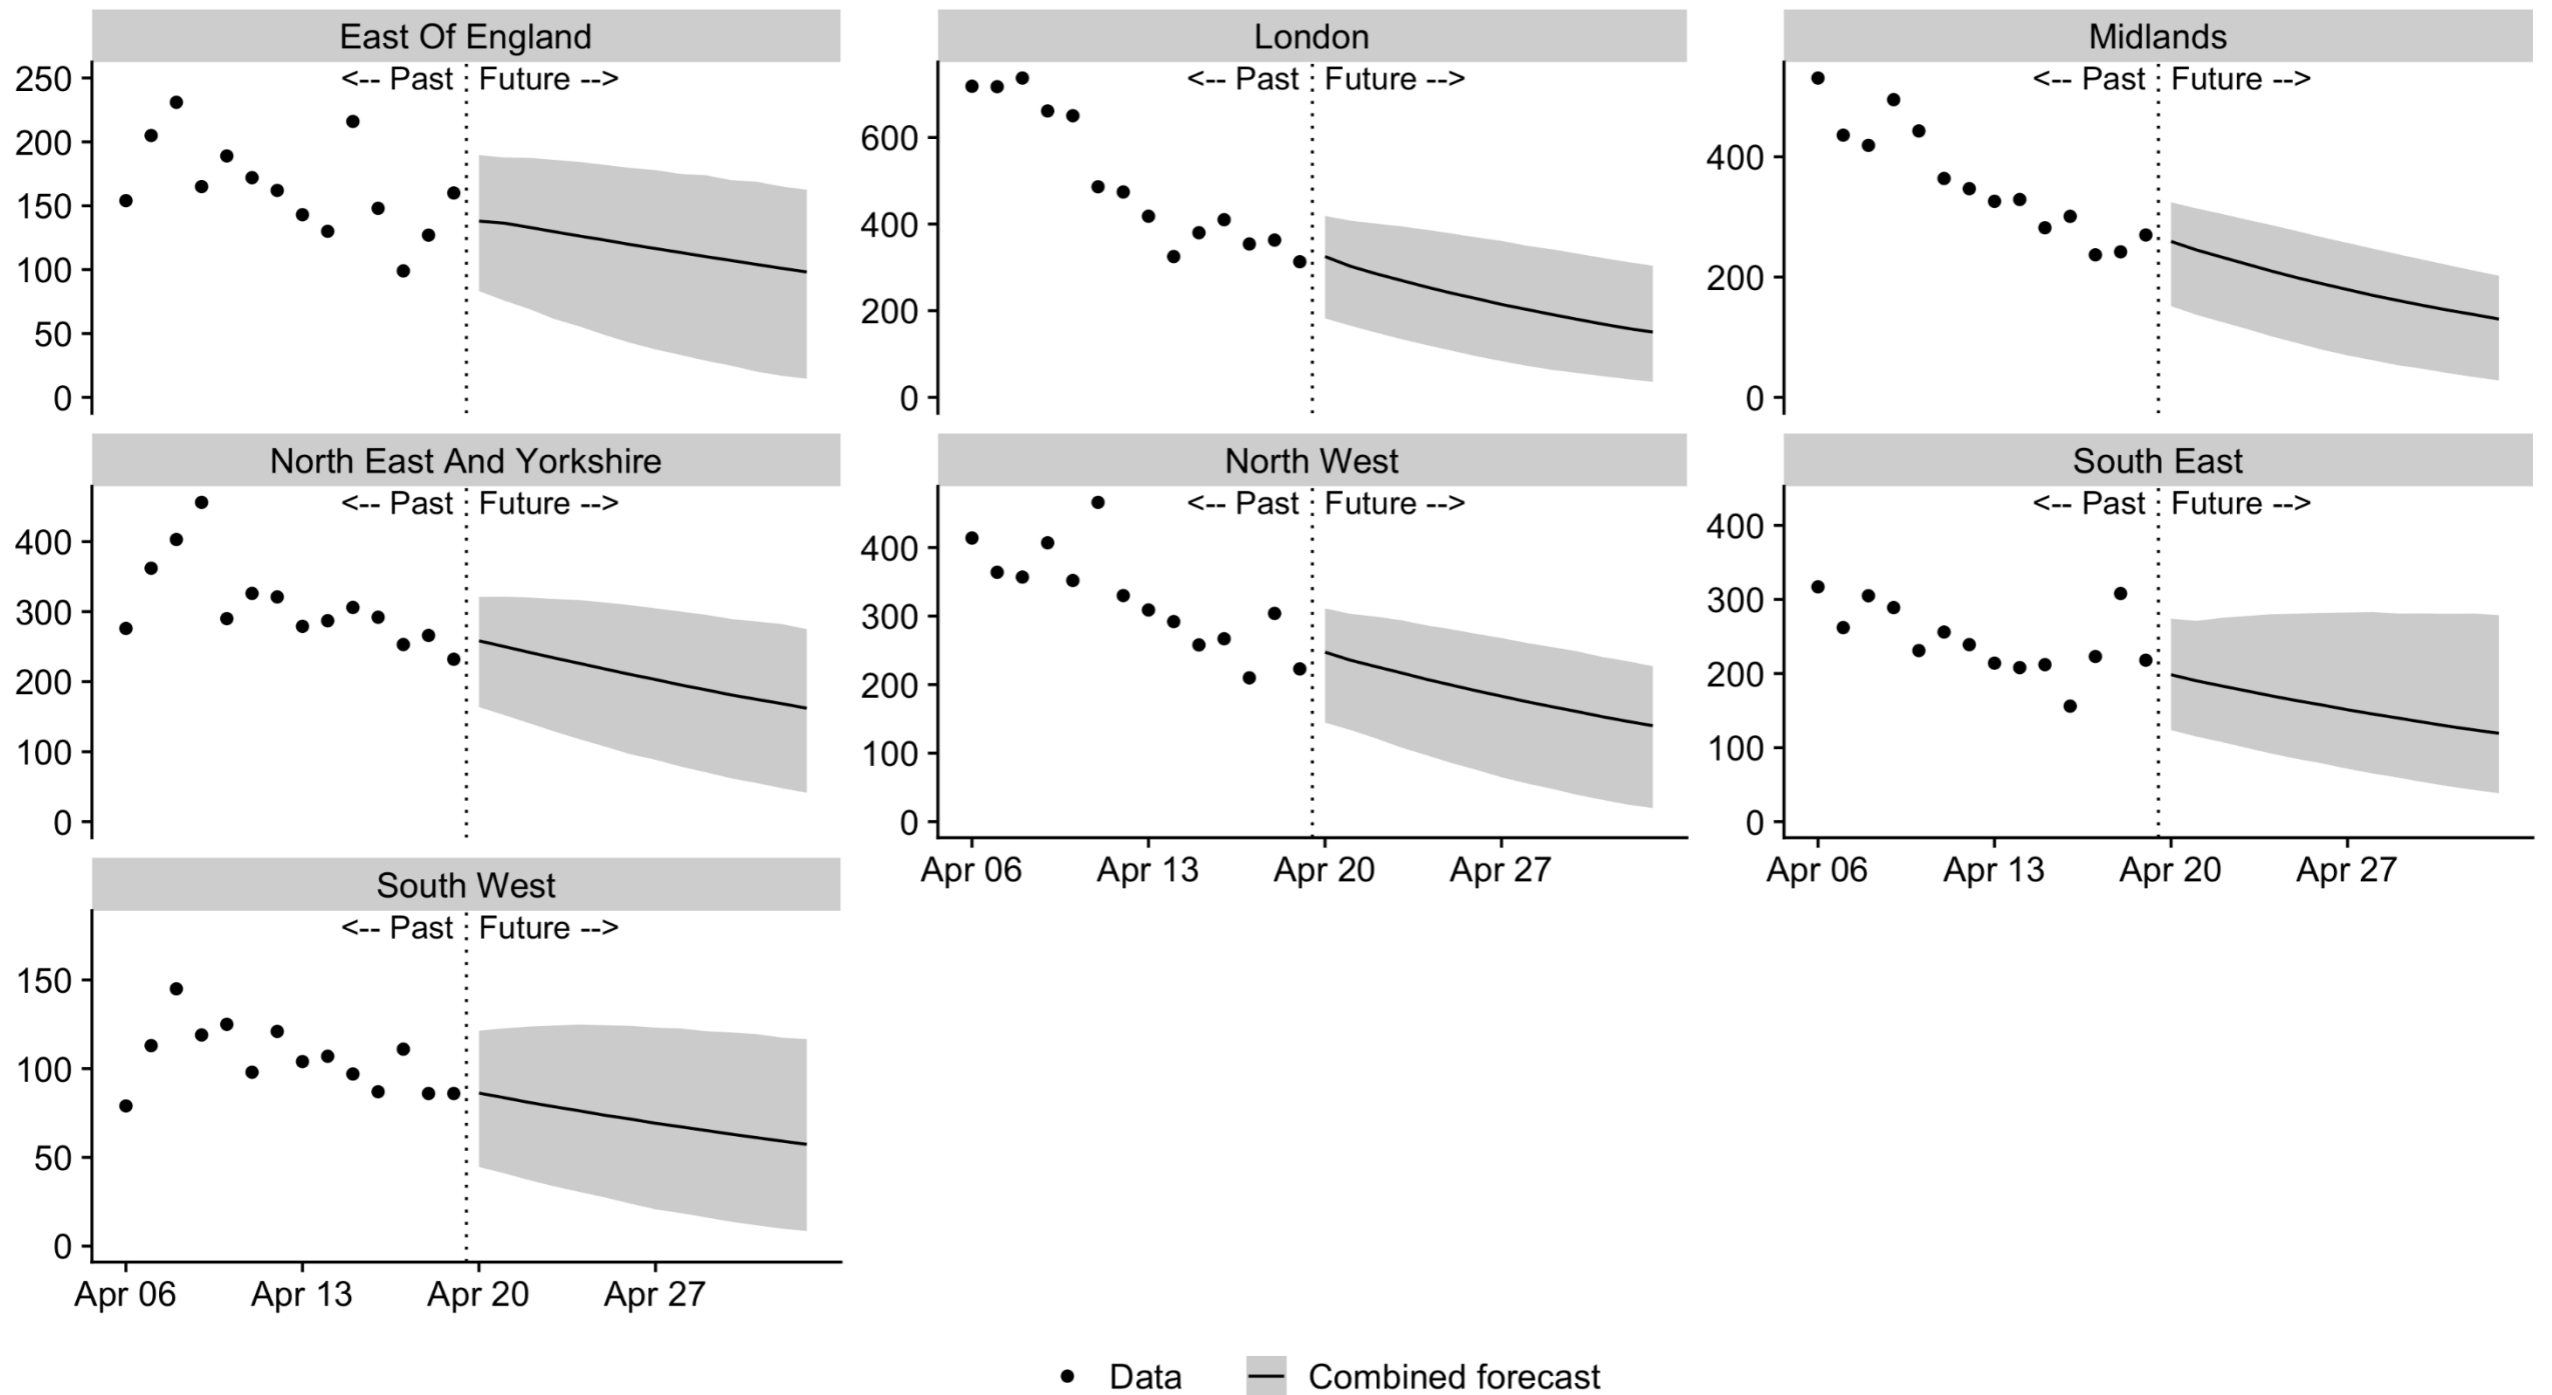 East Of England
London
Midlands
<-- Past Future -->
<-- Past Future -->
<-- Past Future -->
250
200
150
100
50
0
600
400
200
0
400
200
0
North East And Yorkshire
North West
South East
<-- Past Future -->
<-- Past Future -->
<-- Past Future -->
400
300
200
100
0
400
300
200
100
0
400
300
200
100
0
Apr 06 Apr 13 Apr 20 Apr 27
Apr 06 Apr 13 Apr 20 Apr 27
South West
<-- Past Future -->
150
100
50
0
Apr 06 Apr 13 Apr 20 Apr 27
Data Combined forecast